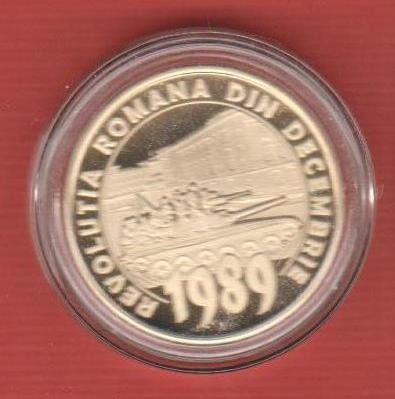 REVOLUTIA ROMANA DIN DECEMBRIE
1989